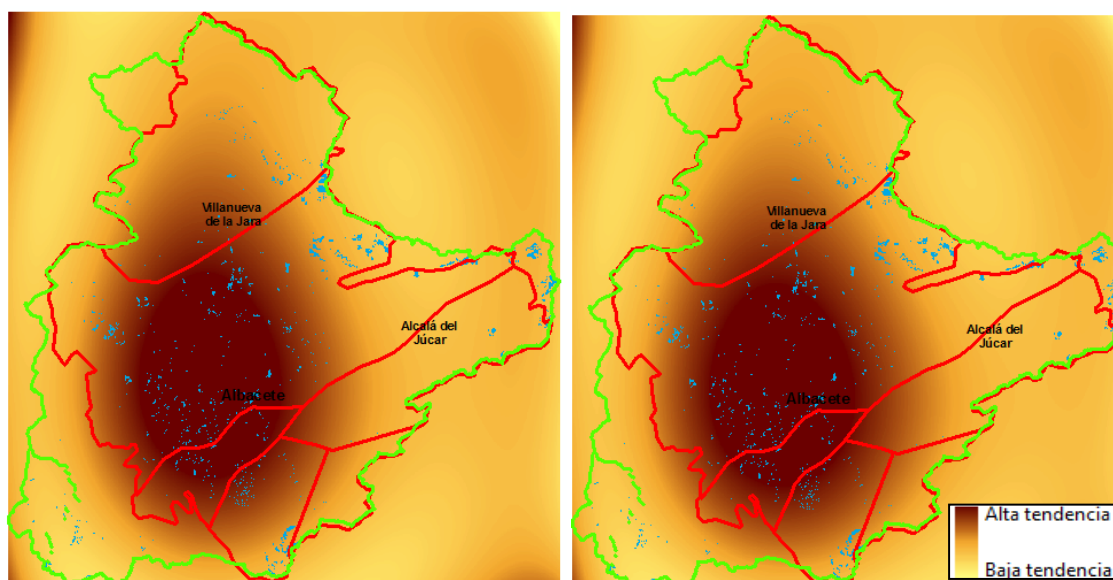 Villanueva
de la Jara
Alcalá del
Júcar
Albacete
Villanueva
de la Jara
Alcalá del
Júcar
Albacete
Alta tendencia
Baja tendencia